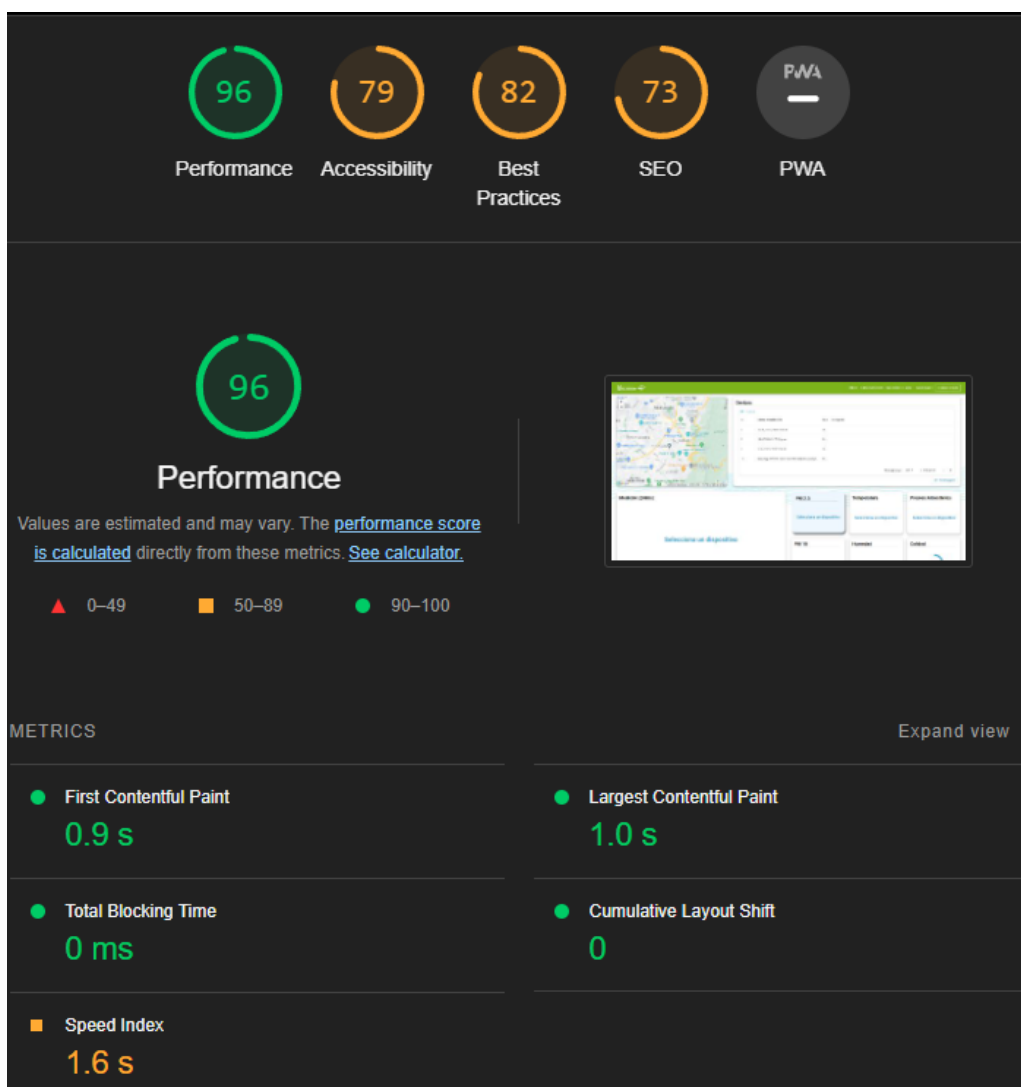 96
79
82
73
PWA
Performance
Accessibility
Best
Practices
SEO
PWA
96
Performance
Values are estimated and may vary. The performance score
is calculated directly from these metrics. See calculator.
0–49
50–89
90–100
Selecciona un dispositivo
METRICS
Expand view
First Contentful Paint
0.9 s
Largest Contentful Paint
1.0 s
Total Blocking Time
0 ms
Cumulative Layout Shift
0
Speed Index
1.6 s